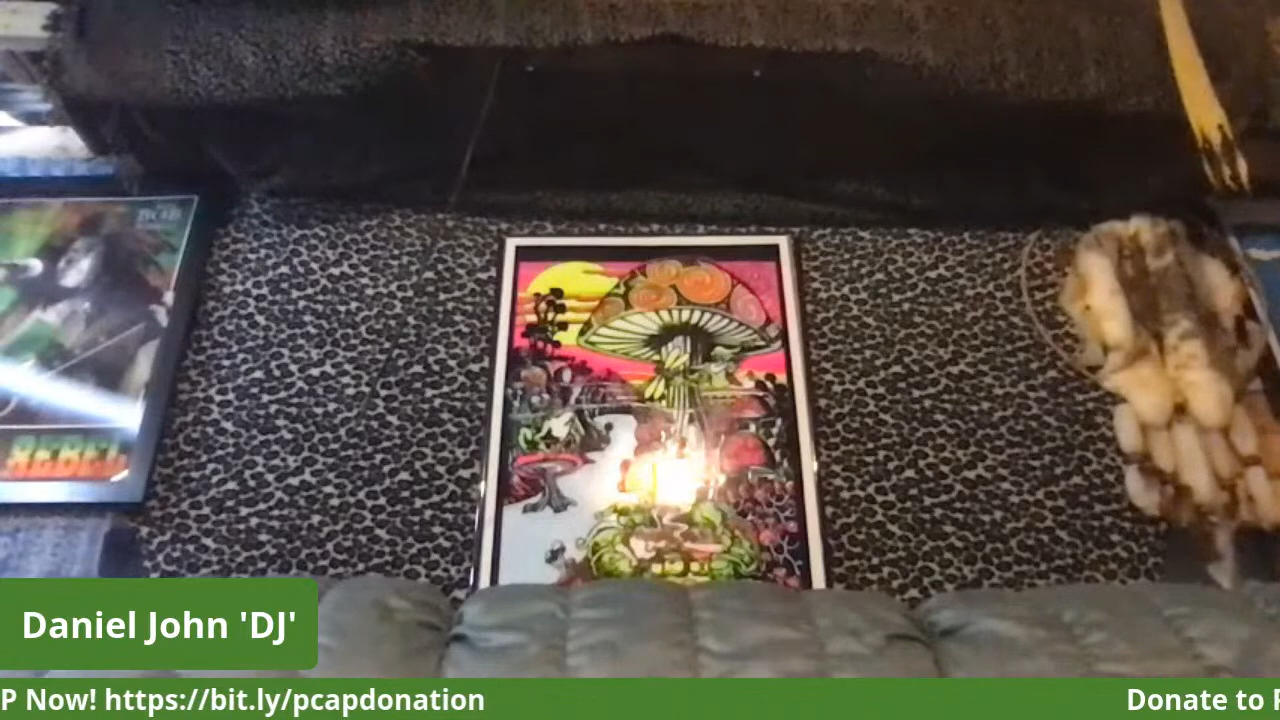 REBEL
Daniel John 'DJ'
P Now! https://bit.ly/pcapdonation
Donate to